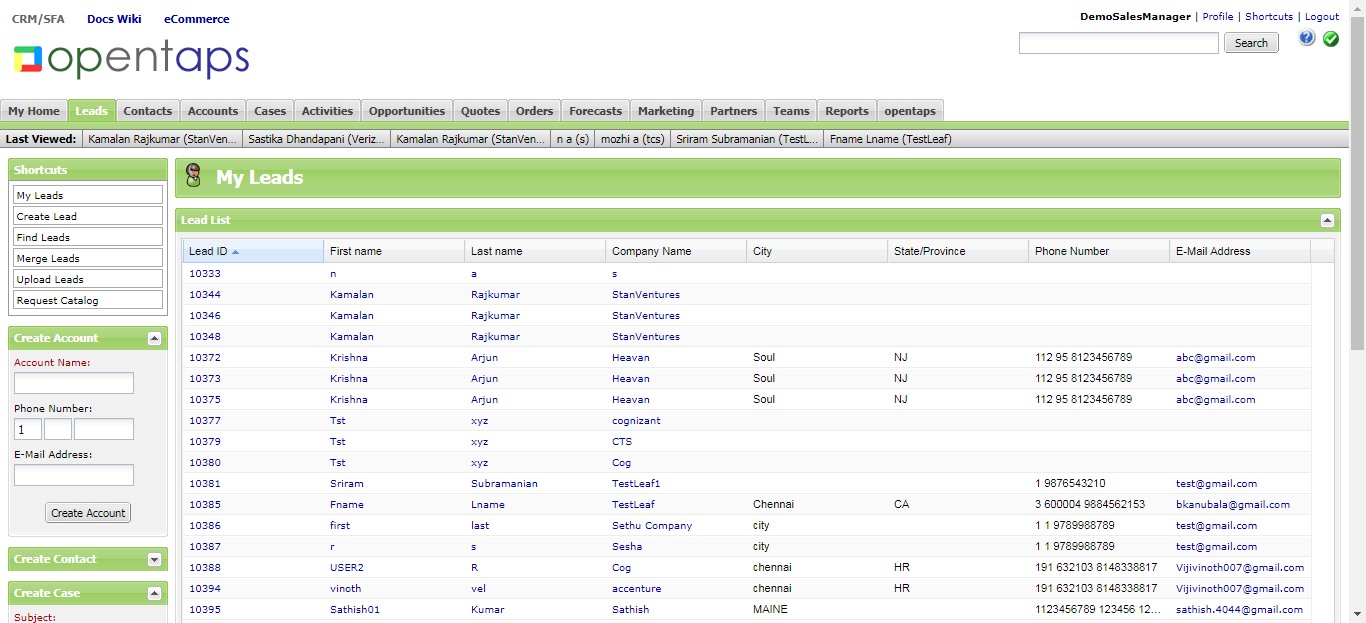 CRM/SFA Docs Wiki eCommerce
DemoSalesManager | Profile | Shortcuts | Logout
opentaps
Search
My Home Leads Contacts Accounts Cases Activities Opportunities Quotes Orders Forecasts Marketing Partners Teams Reports opentaps
Last Viewed: Kamalan Rajkumar (StanVen... Sastika Dhandapani (Veriz... Kamalan Rajkumar (StanVen... n a (s) mozhi a (tcs) Sriram Subramanian (TestL... Fname Lname (TestLeaf)
Shortcuts
My Leads
Create Lead
Find Leads
Merge Leads
Upload Leads
Request Catalog
Create Account
Account Name:
Phone Number:
1
E-Mail Address:
Create Account
Create Contact
Create Case
Subject:
My Leads
Lead List
Lead ID First name Last name Company Name City State/Province Phone Number E-Mail Address
10333 n a s
10344 Kamalan Rajkumar StanVentures
10346 Kamalan Rajkumar StanVentures
10348 Kamalan Rajkumar StanVentures
10372 Krishna Arjun Heavan Soul NJ 112 95 8123456789 abc@gmail.com
10373 Krishna Arjun Heavan Soul NJ 112 95 8123456789 abc@gmail.com
10375 Krishna Arjun Heavan Soul NJ 112 95 8123456789 abc@gmail.com
10377 Tst xyz cognizant
10379 Tst xyz CTS
10380 Tst xyz Cog
10381 Sriram Subramanian TestLeaf1 1 9876543210 test@gmail.com
10385 Fname Lname TestLeaf Chennai CA 3 600004 9884562153 bkanubala@gmail.com
10386 first last Sethu Company city 1 1 9789988789 test@gmail.com
10387 r s Sesha city 1 1 9789988789 test@gmail.com
10388 USER2 R Cog chennai HR 191 632103 8148338817 Vijivinoth007@gmail.com
10394 vinoth vel accenture chennai HR 191 632103 8148338817 Vijivinoth007@gmail.com
10395 Sathish01 Kumar Sathish MAINE 1123456789 123456 12... sathish.4044@gmail.com